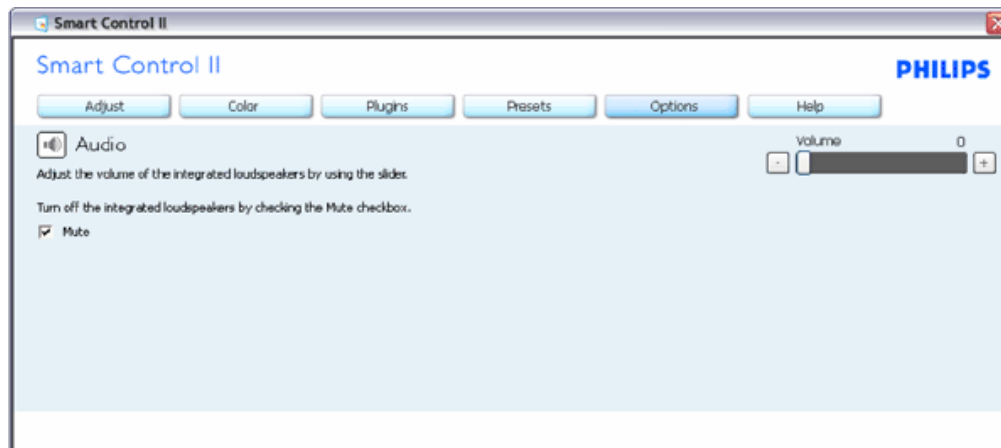 Smart Control II
Smart Control II
PHILIPS
Adjust Color Plugins Presets Options Help
Audio
Volume 0
- +
Adjust the volume of the integrated loudspeakers by using the slider.
Turn off the integrated loudspeakers by checking the Mute checkbox.
Mute